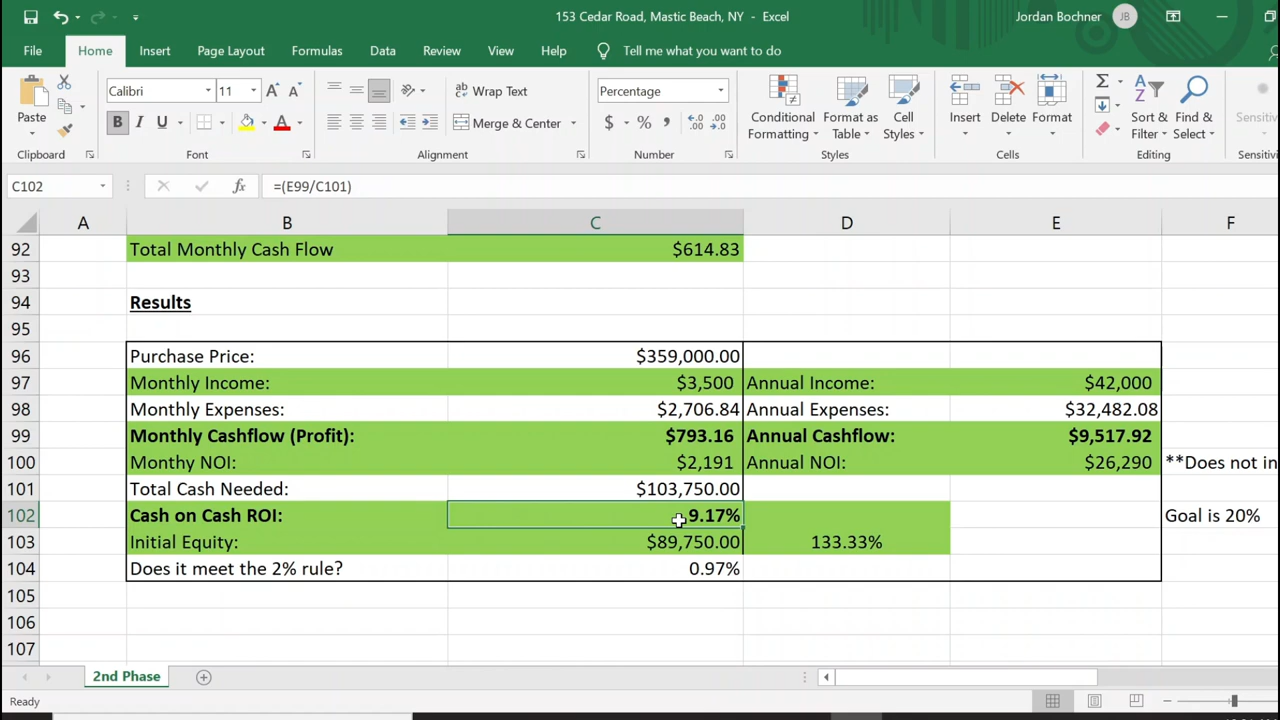 153 Cedar Road, Mastic Beach, NY - Excel
Jordan Bochner
JB
File
Home
Insert
Page Layout
Formulas
Data
Review
View
Help
Tell me what you want to do
Paste
Calibri
11
B I U
Wrap Text
Merge & Center
Percentage
$ % ,
Conditional Formatting
Format as Table
Cell Styles
Insert
Delete
Format
Sort & Filter
Find & Select
Sensitiv
Clipboard
Font
Alignment
Number
Styles
Cells
Editing
Sensitivi
C102
fx
=(E99/C101)
A B C D E F
92 Total Monthly Cash Flow $614.83
93
94 Results
95
96 Purchase Price: $359,000.00
97 Monthly Income: $3,500 Annual Income: $42,000
98 Monthly Expenses: $2,706.84 Annual Expenses: $32,482.08
99 Monthly Cashflow (Profit): $793.16 Annual Cashflow: $9,517.92
100 Monthy NOI: $2,191 Annual NOI: $26,290 **Does not in
101 Total Cash Needed: $103,750.00
102 Cash on Cash ROI: 9.17% Goal is 20%
103 Initial Equity: $89,750.00 133.33%
104 Does it meet the 2% rule? 0.97%
105
106
107
2nd Phase
Ready